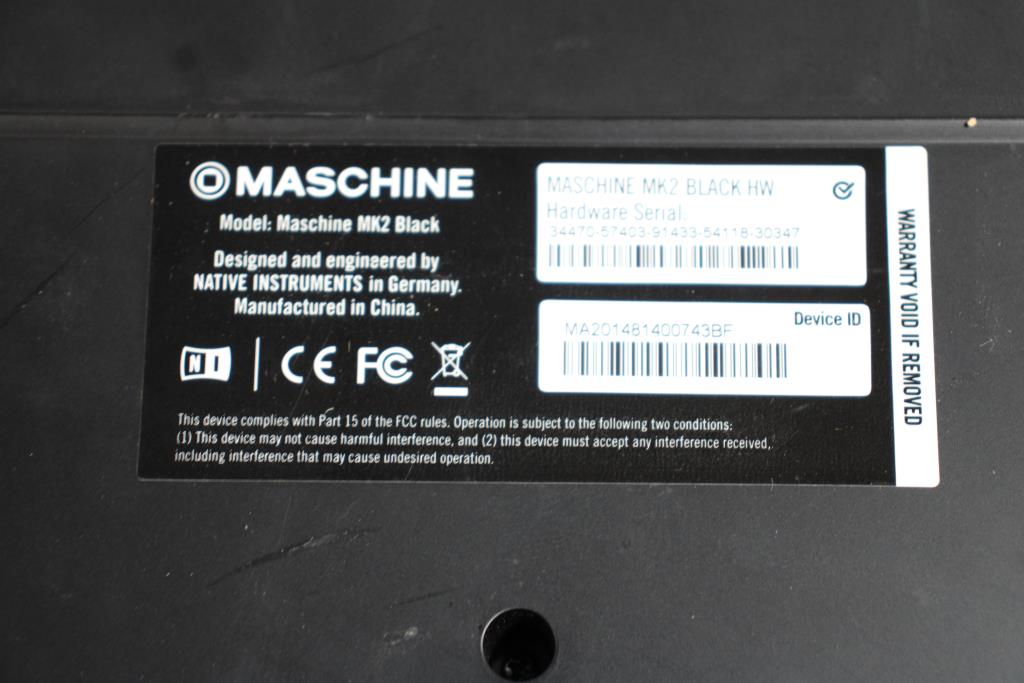 MASCHINE
Model: Maschine MK2 Black
Designed and engineered by
NATIVE INSTRUMENTS in Germany.
Manufactured in China.
NI
CE FC
This device complies with Part 15 of the FCC rules. Operation is subject to the following two conditions:
(1) This device may not cause harmful interference, and (2) this device must accept any interference received,
including interference that may cause undesired operation.
MASCHINE MK2 BLACK HW
Hardware Serial:
34470-57403-91433-54118-30347
Device ID
MA201481400743BF
WARRANTY VOID IF REMOVED